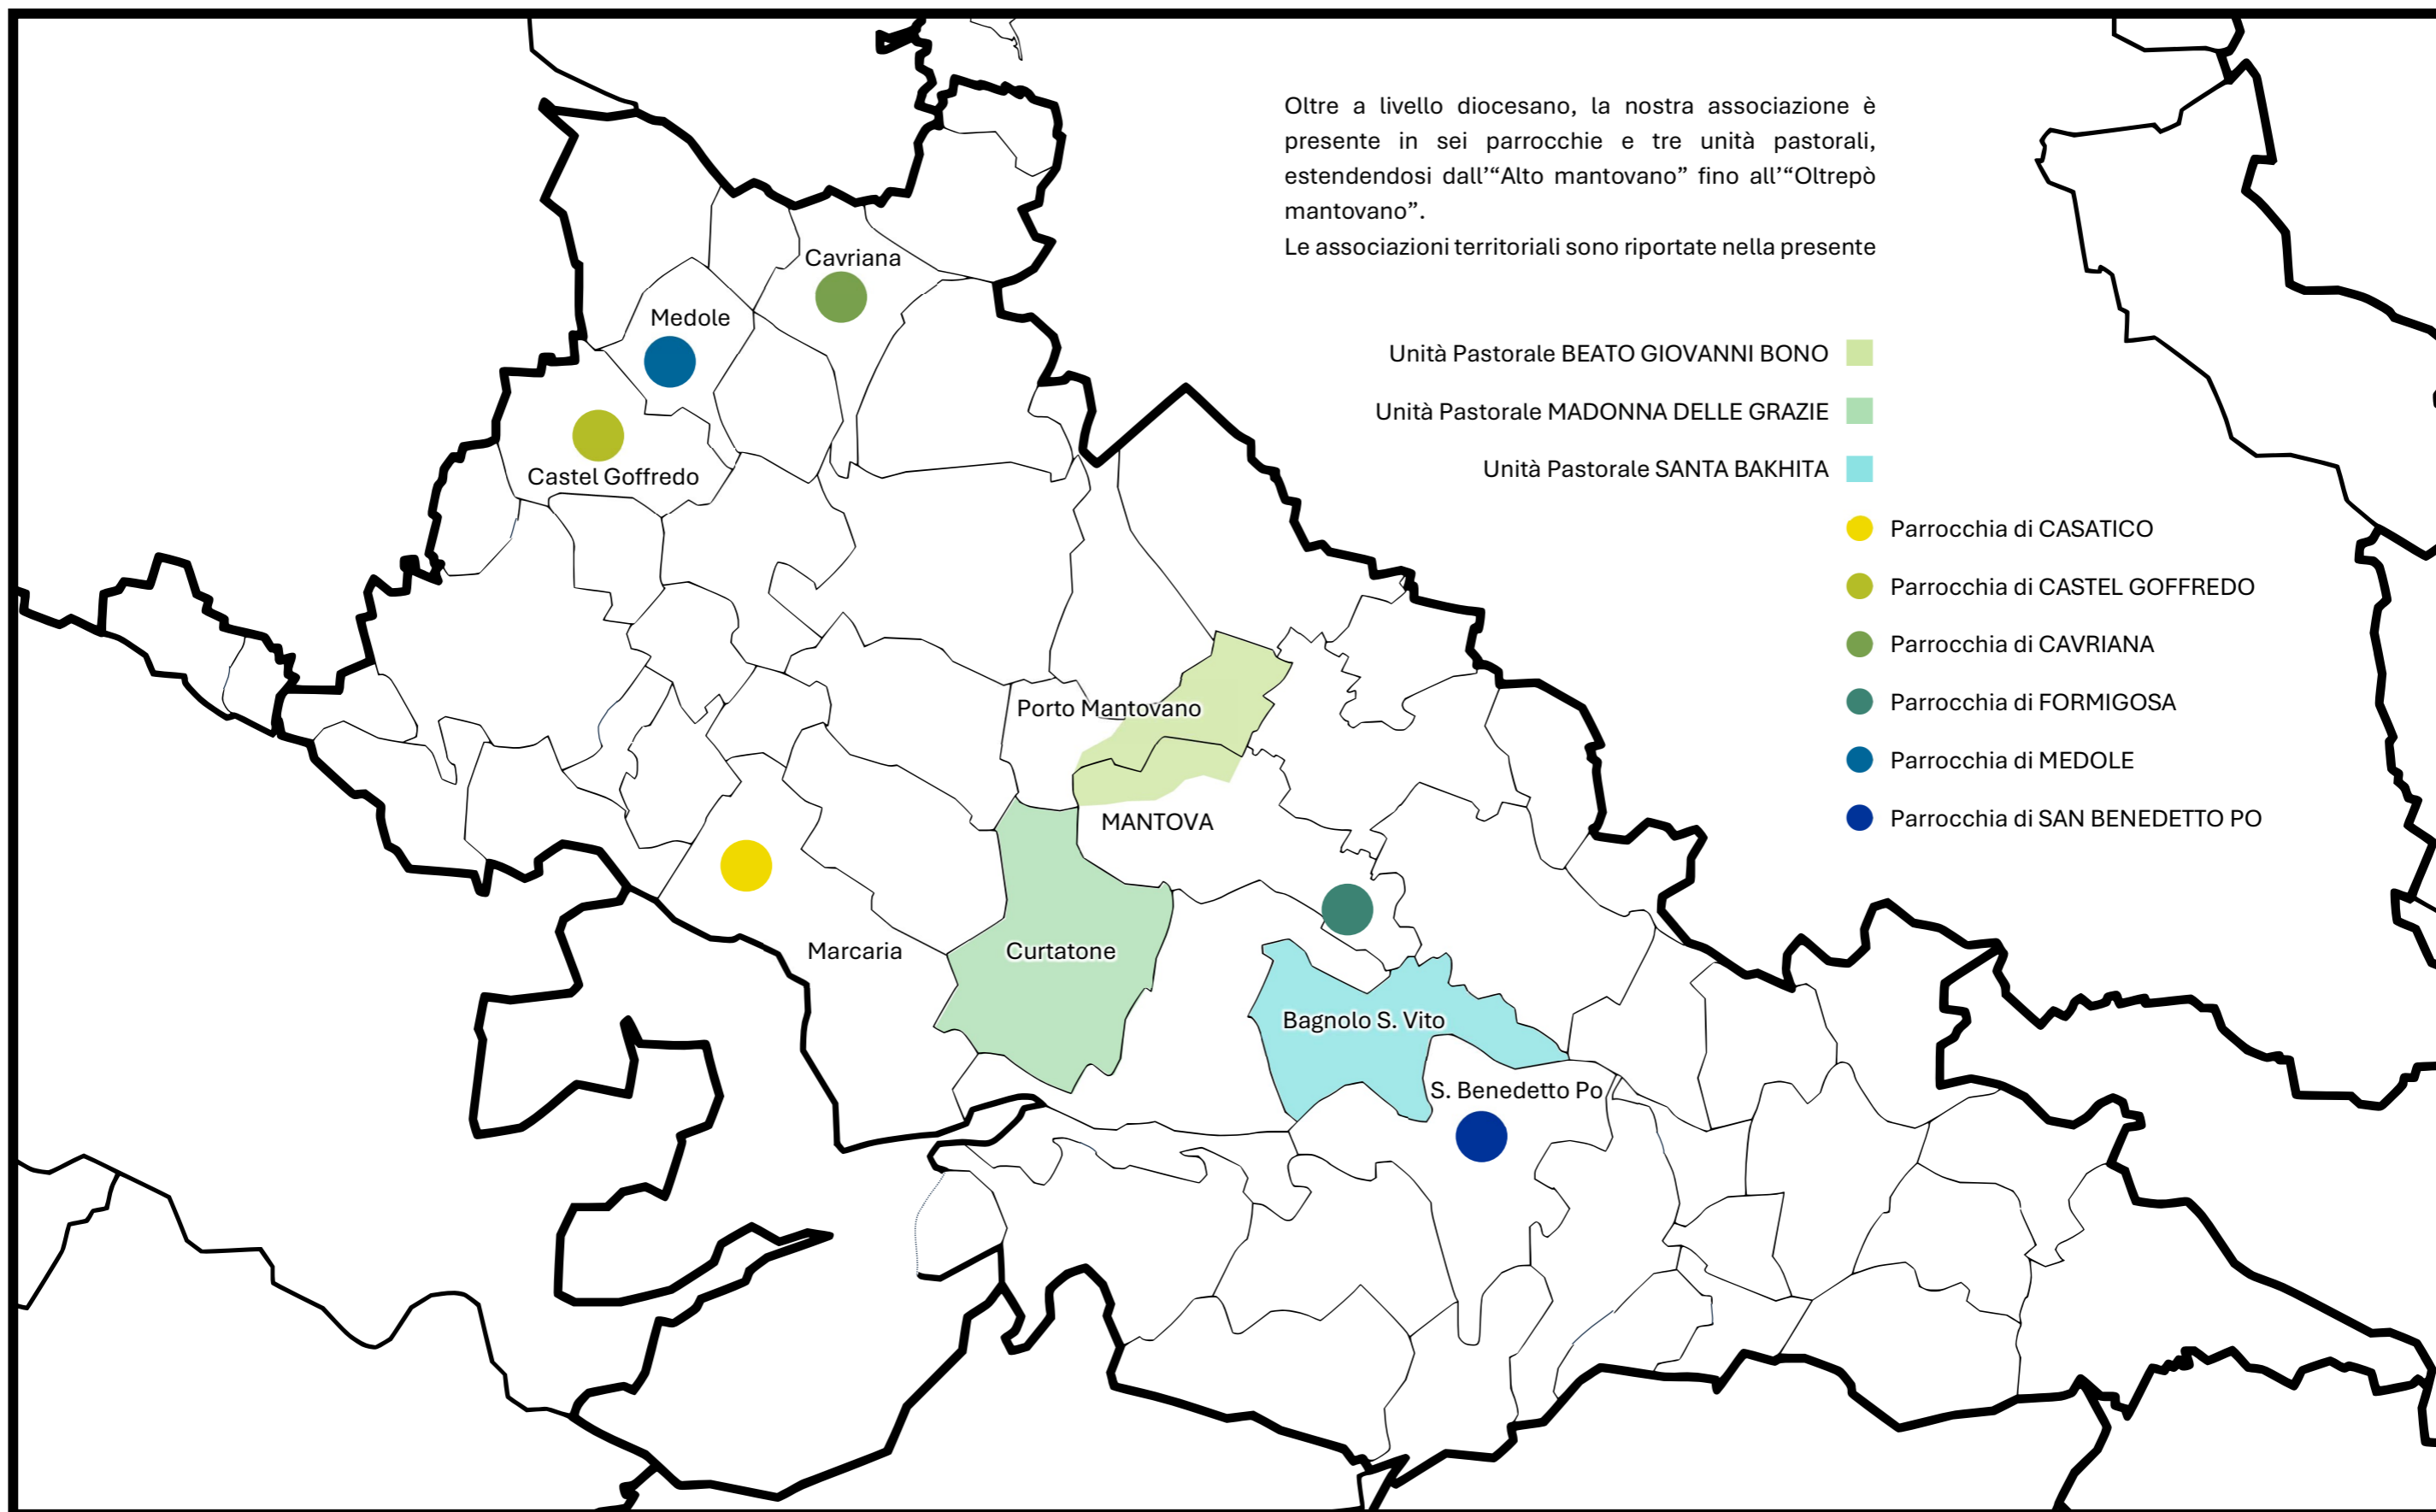 Oltre a livello diocesano, la nostra associazione è
presente in sei parrocchie e tre unità pastorali,
estendendosi dall’“Alto mantovano” fino all’“Oltrepò
mantovano”.
Le associazioni territoriali sono riportate nella presente
Unità Pastorale BEATO GIOVANNI BONO
Unità Pastorale MADONNA DELLE GRAZIE
Unità Pastorale SANTA BAKHITA
Parrocchia di CASATICO
Parrocchia di CASTEL GOFFREDO
Parrocchia di CAVRIANA
Parrocchia di FORMIGOSA
Parrocchia di MEDOLE
Parrocchia di SAN BENEDETTO PO
Cavriana
Medole
Castel Goffredo
Porto Mantovano
MANTOVA
Marcaria
Curtatone
Bagnolo S. Vito
S. Benedetto Po